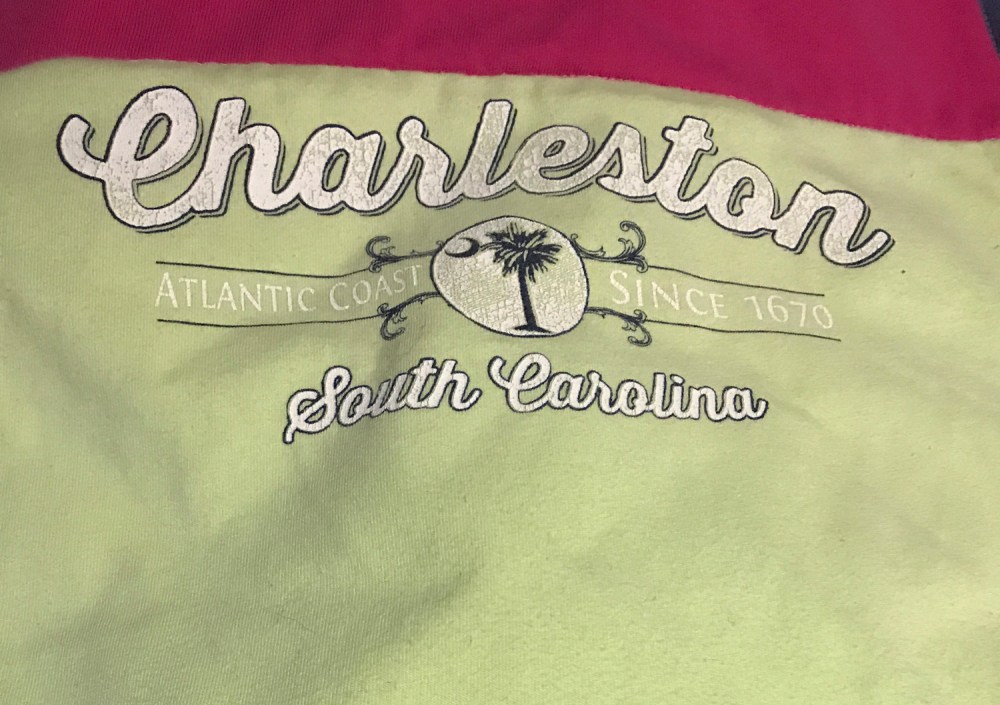 Charleston
ATLANTIC COAST SINCE 1670
South Carolina